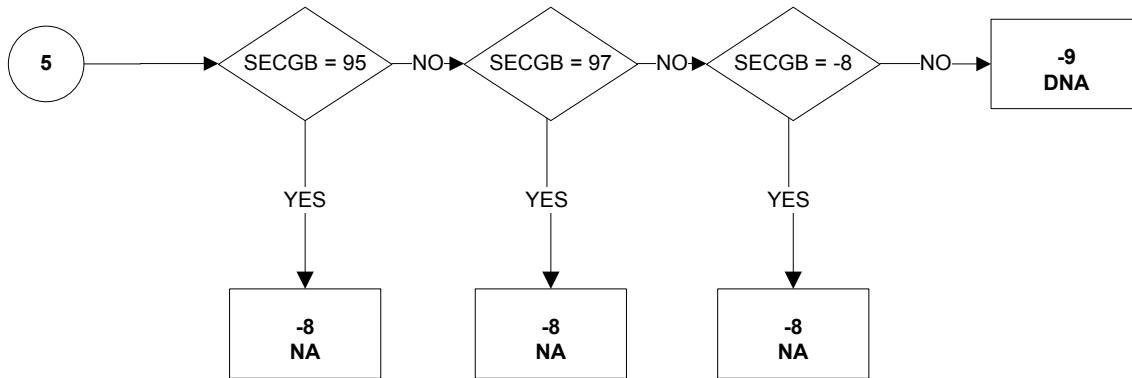 5
SECGB = 95
NO
SECGB = 97
NO
SECGB = -8
NO
-9
DNA
YES
YES
YES
-8
NA
-8
NA
-8
NA